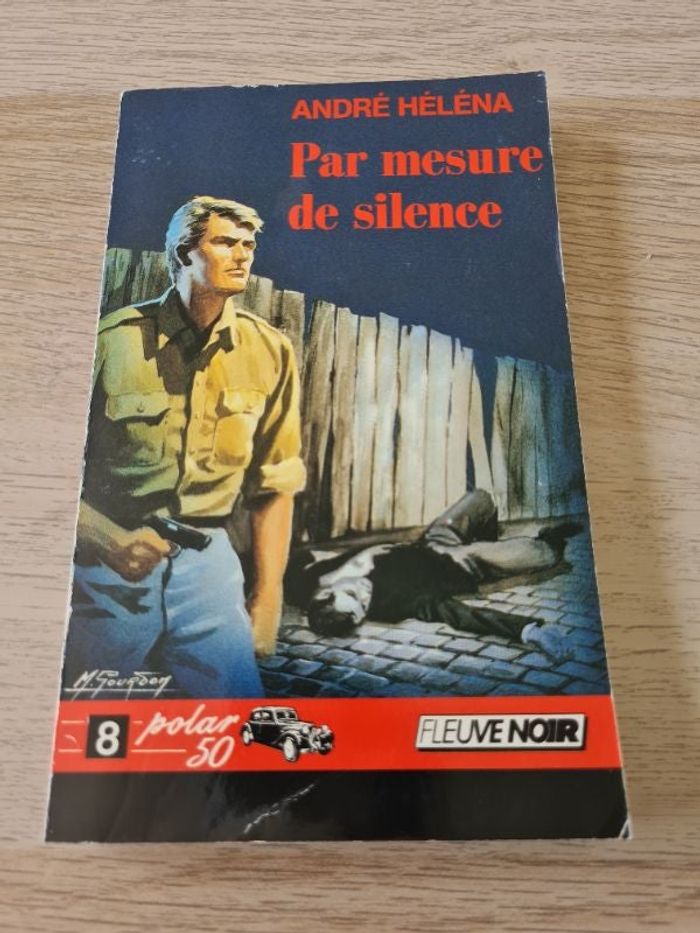 ANDRÉ HÉLÉNA
Par mesure
de silence
M. Gourdon
8 polar 50
FLEUVE NOIR